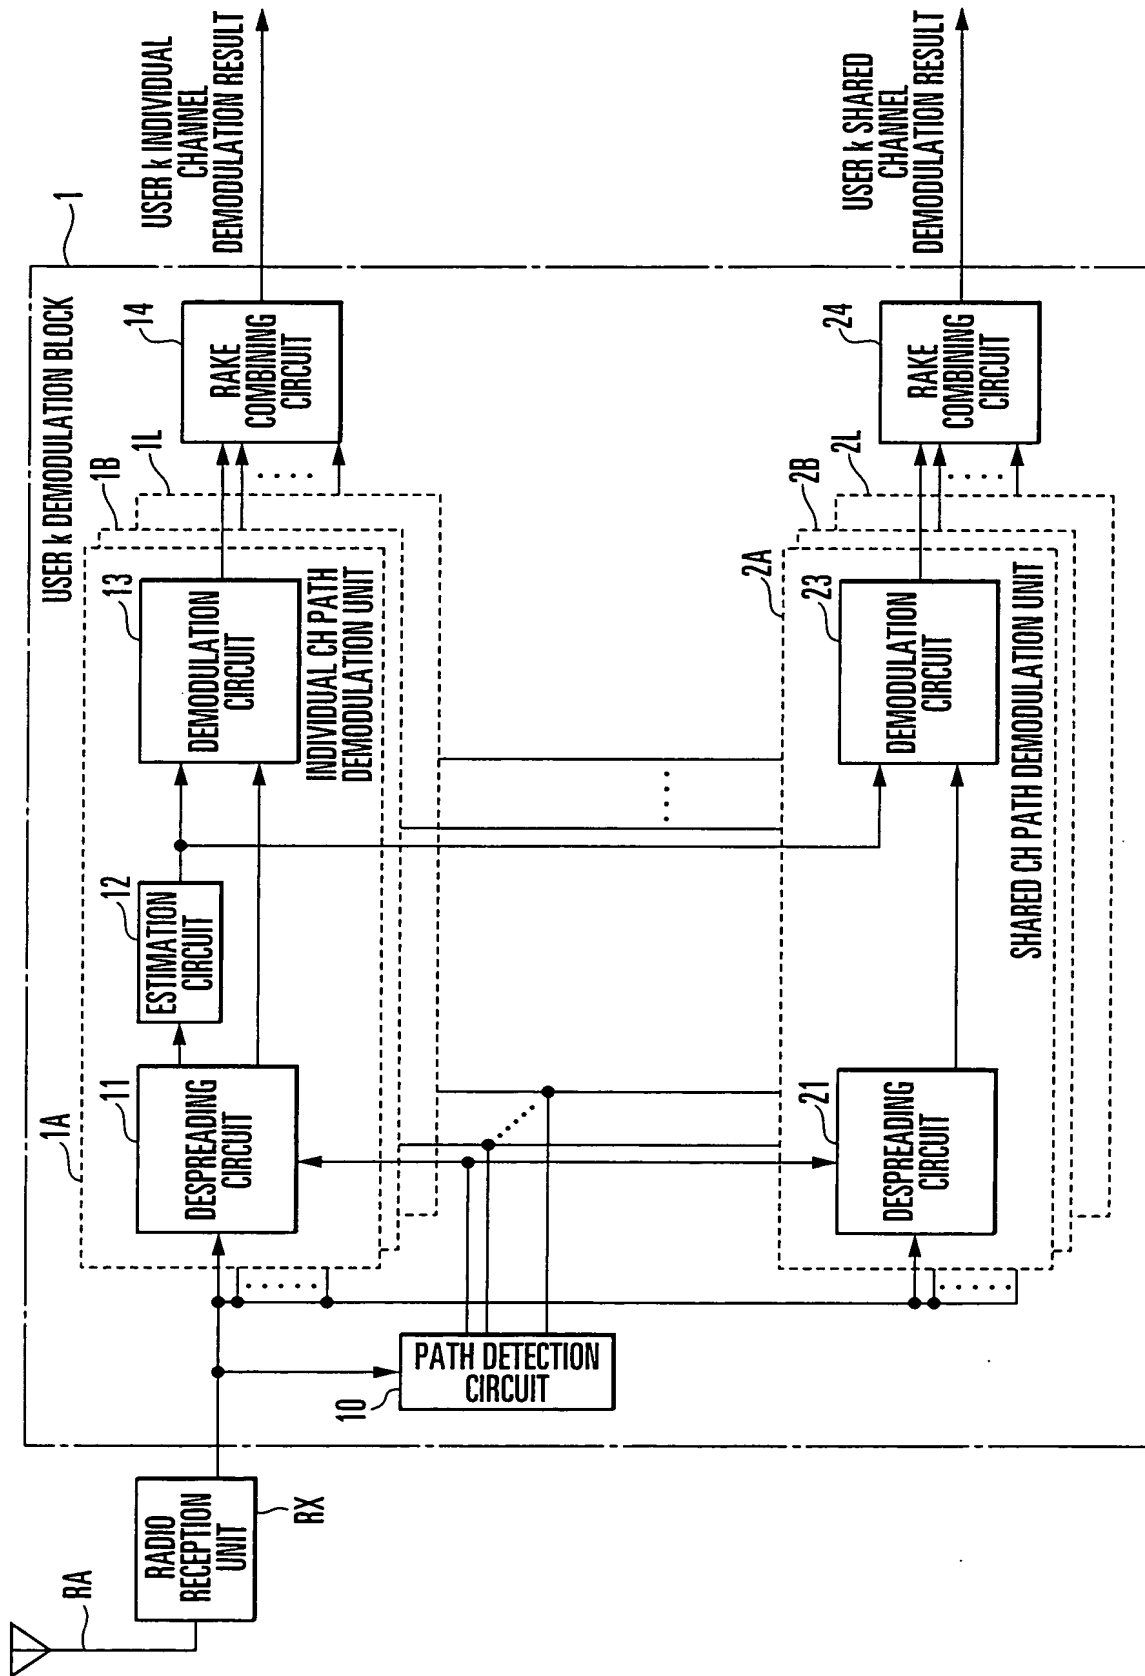 RA
RADIO
RECEPTION
UNIT
RX
USER k DEMODULATION BLOCK
1
PATH DETECTION
CIRCUIT
10
1A
DESPREADING
CIRCUIT
11
ESTIMATION
CIRCUIT
12
DEMODULATION
CIRCUIT
13
INDIVIDUAL CH PATH
DEMODULATION UNIT
1B
1L
RAKE
COMBINING
CIRCUIT
14
USER k INDIVIDUAL
CHANNEL
DEMODULATION RESULT
DESPREADING
CIRCUIT
21
DEMODULATION
CIRCUIT
23
SHARED CH PATH DEMODULATION UNIT
2A
2B
2L
RAKE
COMBINING
CIRCUIT
24
USER k SHARED
CHANNEL
DEMODULATION RESULT